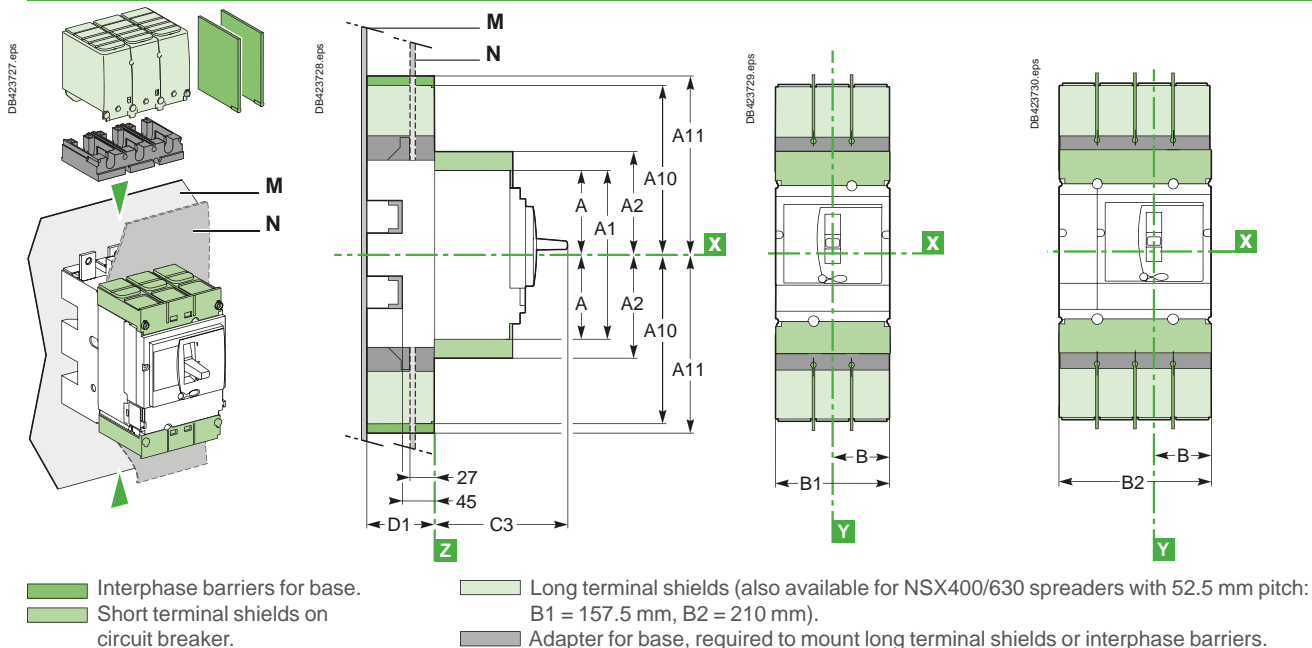 DB423727.eps
M
N
DB423728.eps
M
N
A11
A10
A2
A1
A
X
A
A2
A10
A11
27
45
D1
C3
Z
DB423729.eps
X
B
B1
Y
DB423730.eps
X
B
B2
Y
Interphase barriers for base.
Short terminal shields on
circuit breaker.
Long terminal shields (also available for NSX400/630 spreaders with 52.5 mm pitch:
B1 = 157.5 mm, B2 = 210 mm).
Adapter for base, required to mount long terminal shields or interphase barriers.